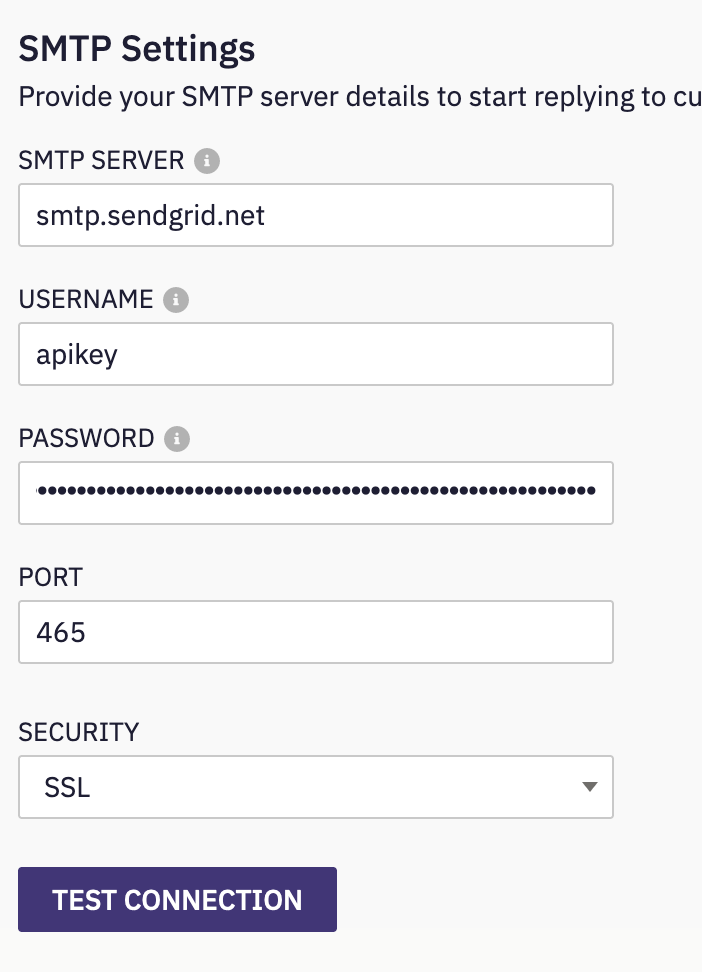 SMTP Settings
Provide your SMTP server details to start replying to cu
SMTP SERVER
smtp.sendgrid.net
USERNAME
apikey
PASSWORD
PORT
465
SECURITY
SSL
TEST CONNECTION